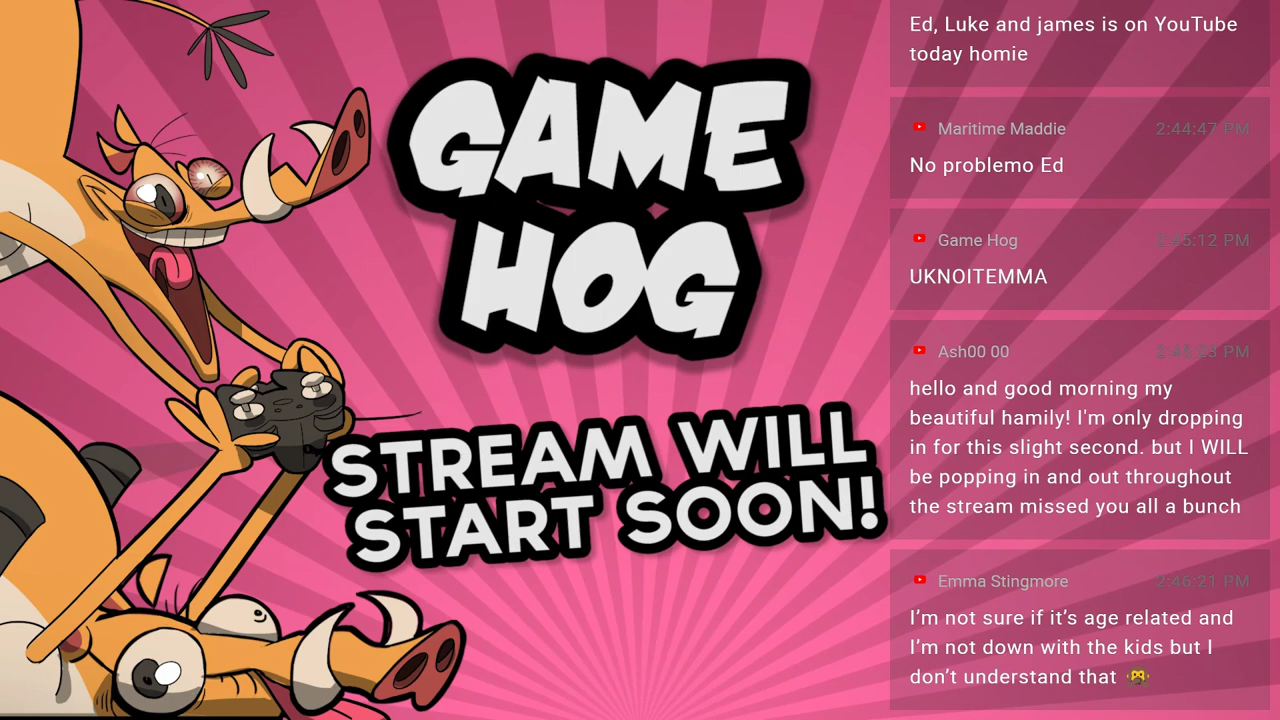 GAME
HOG
STREAM WILL
START SOON!
Ed, Luke and james is on YouTube
today homie
Maritime Maddie 2:44:47 PM
No problemo Ed
Game Hog 2:45:12 PM
UKNOITEMMA
Ash00 00 2:45:23 PM
hello and good morning my
beautiful hamily! I'm only dropping
in for this slight second. but I WILL
be popping in and out throughout
the stream missed you all a bunch
Emma Stingmore 2:46:21 PM
I’m not sure if it’s age related and
I’m not down with the kids but I
don’t understand that